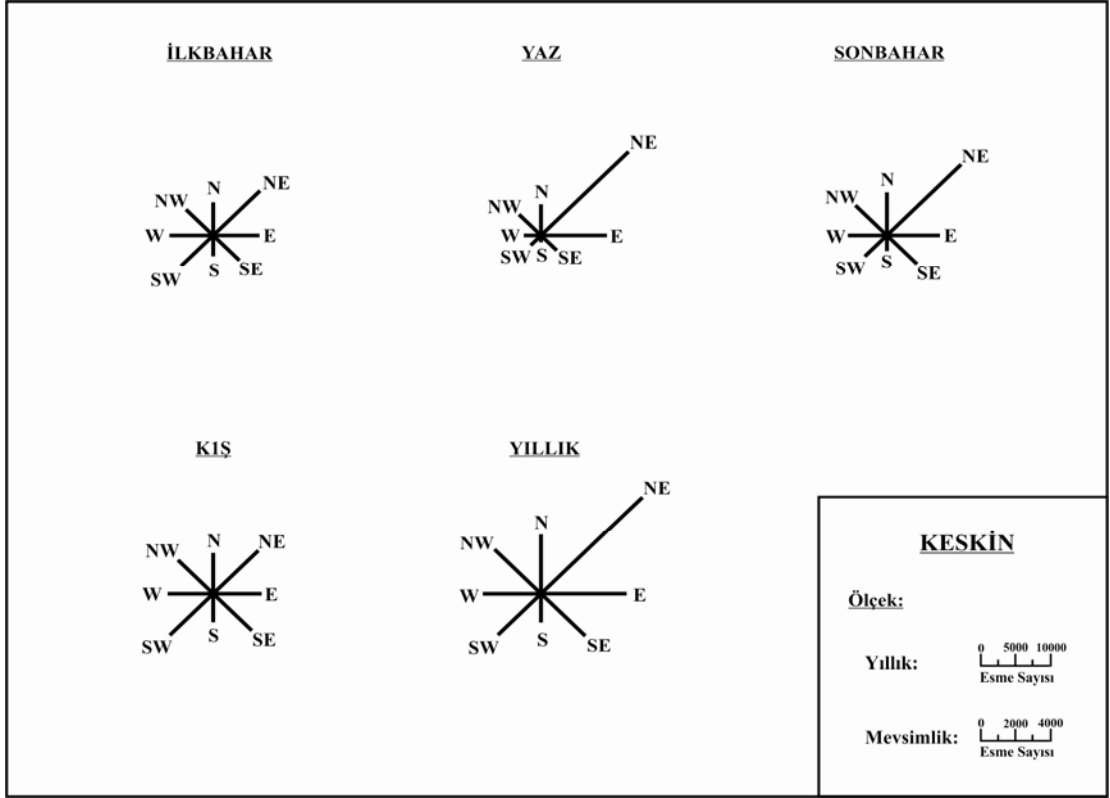 İLKBAHAR
N
NE
NW
W
E
SW
S
SE
YAZ
NE
N
NW
W
E
SW
S
SE
SONBAHAR
NE
N
NW
W
E
SW
S
SE
K1Ş
N
NE
NW
W
E
SW
S
SE
YILLIK
NE
N
NW
W
E
SW
S
SE
KESKİN
Ölçek:
Yıllık:
0 5000 10000
Esme Sayısı
Mevsimlik:
0 2000 4000
Esme Sayısı